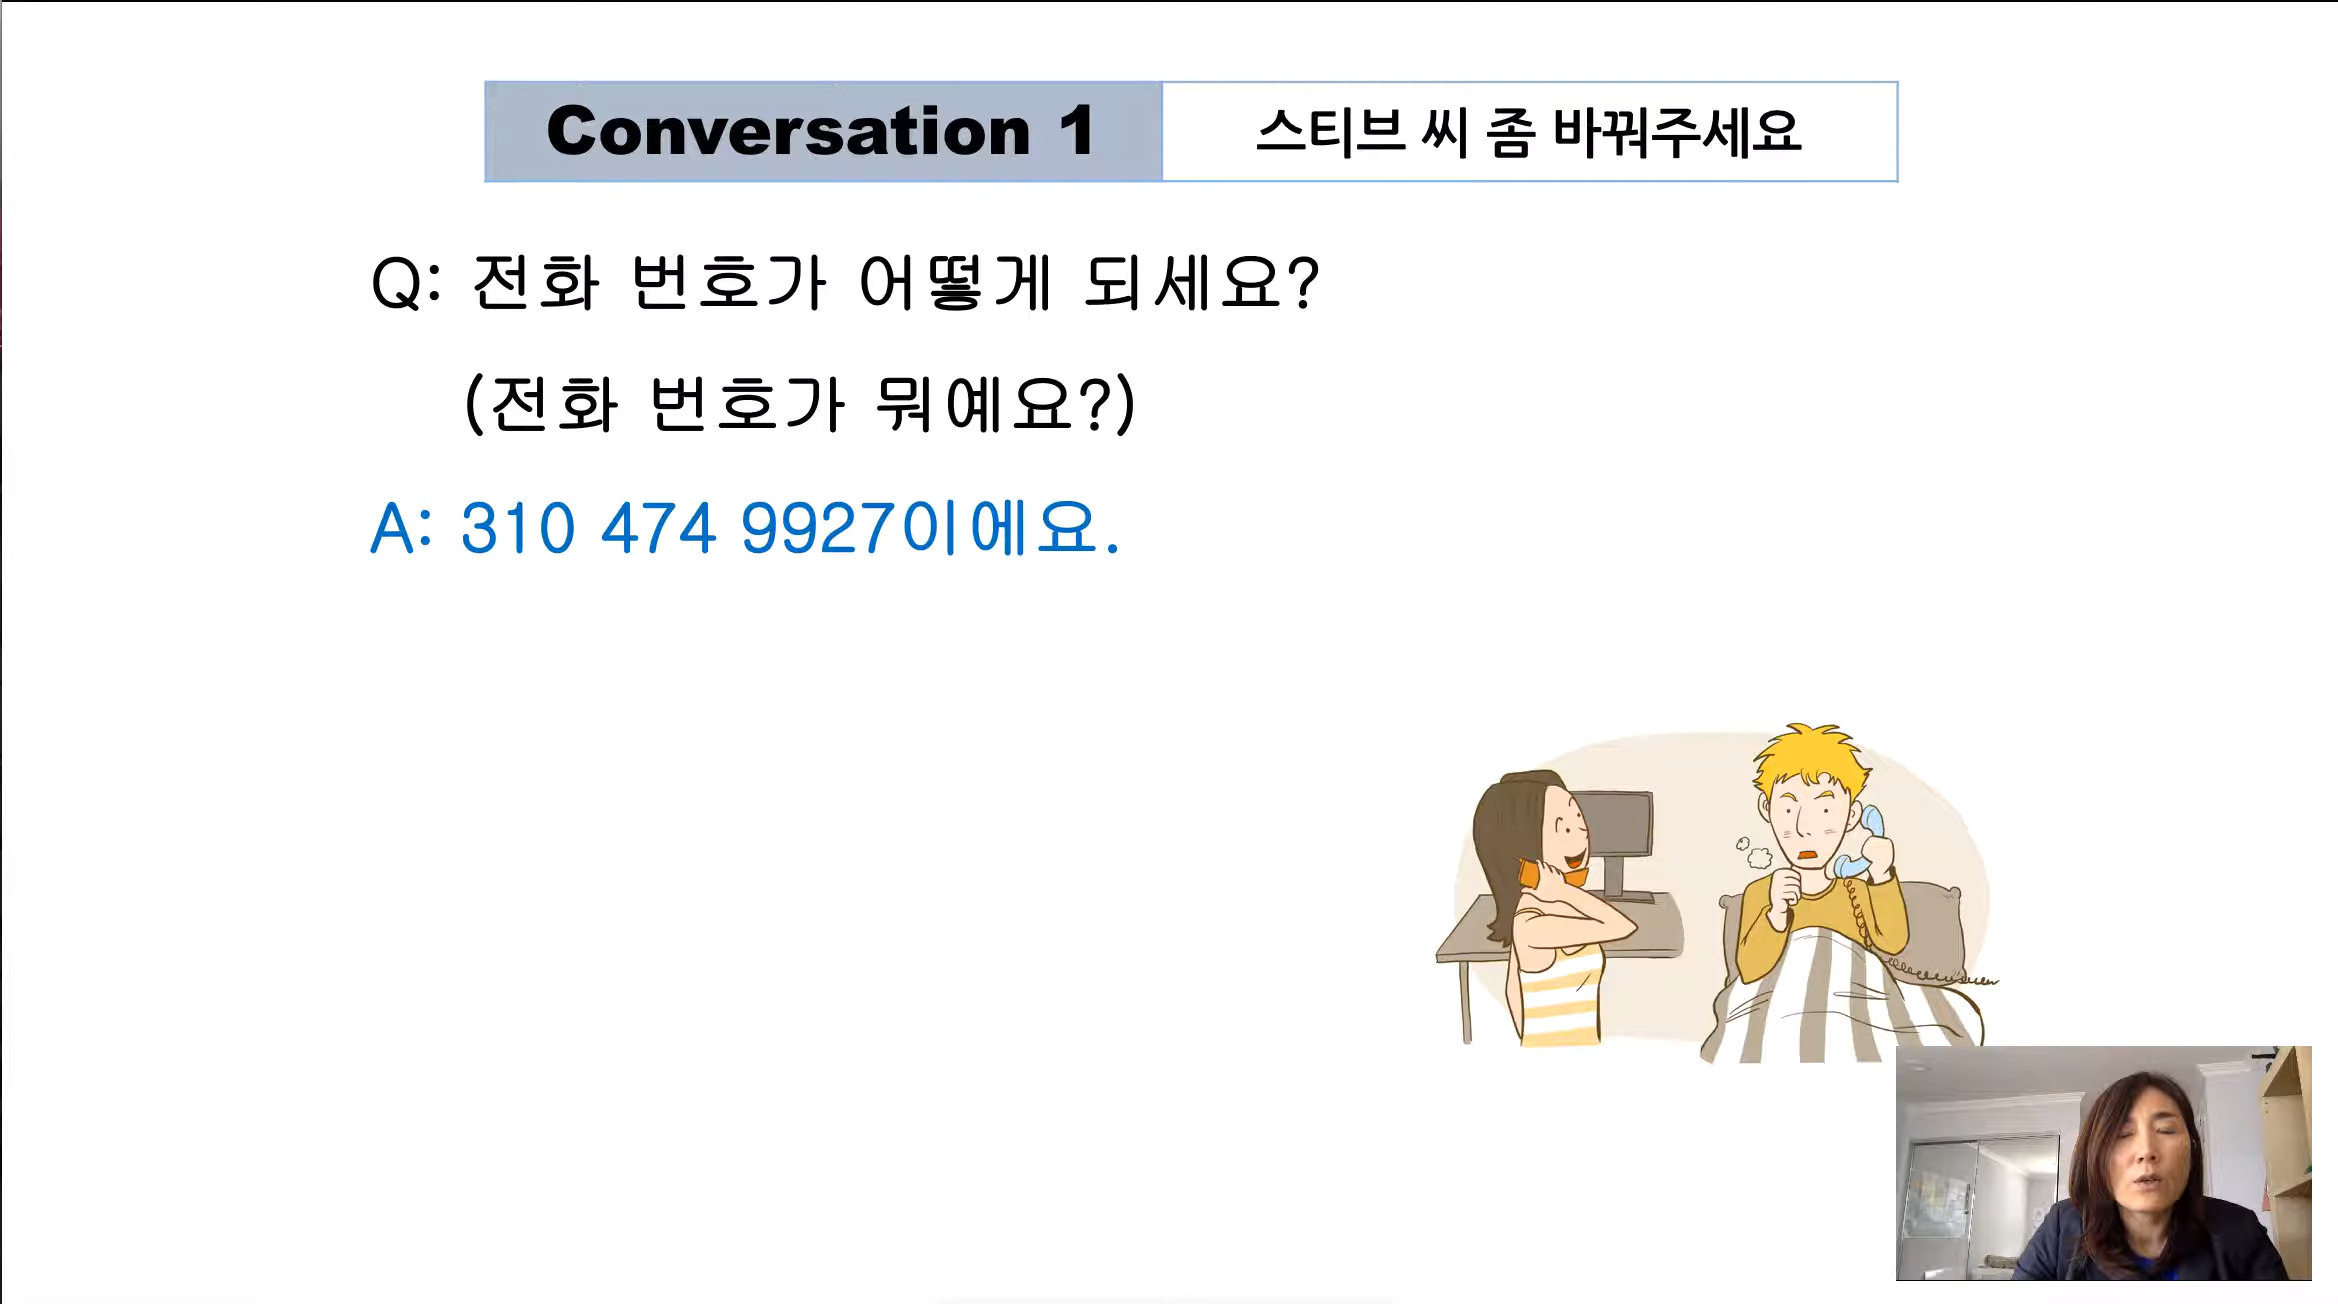 Conversation 1
스티브 씨 좀 바꿔주세요
Q: 전화 번호가 어떻게 되세요?
(전화 번호가 뭐예요?)
A: 310 474 9927이에요.